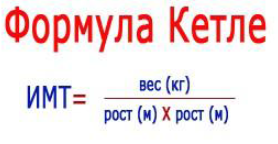 Формула Кетле
ИМТ= вес (кг)
рост (м) X рост (м)